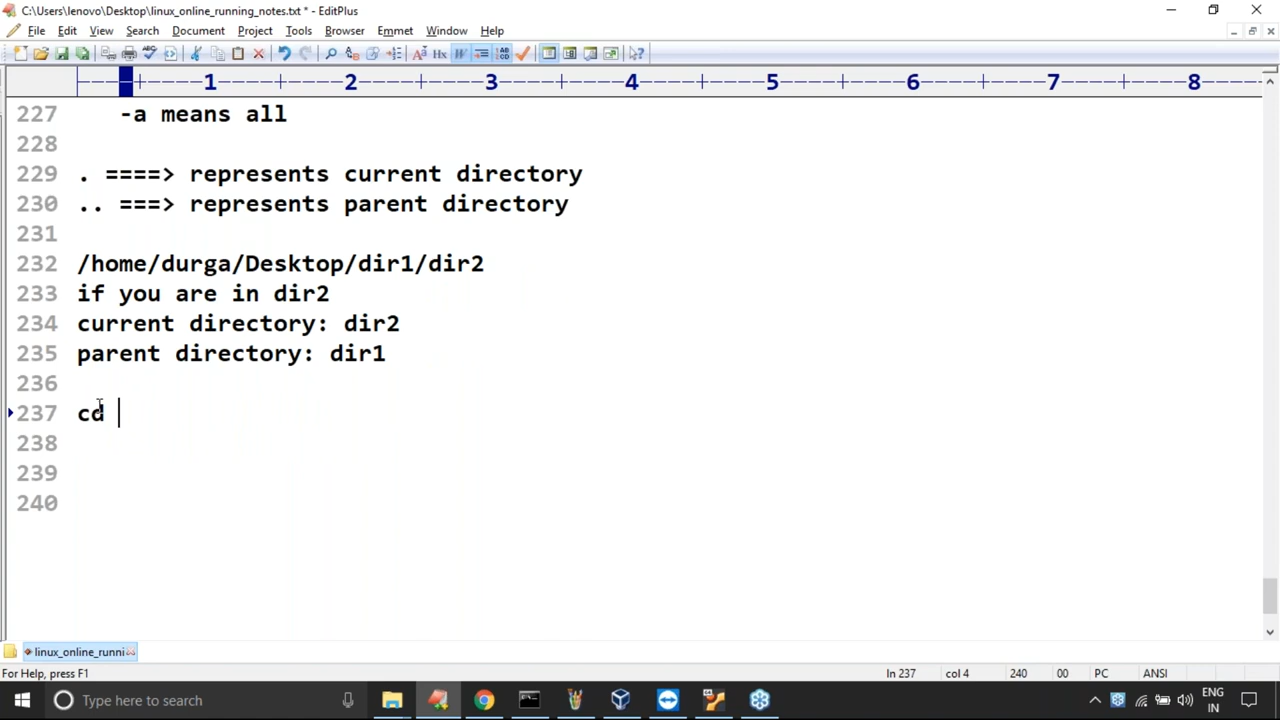 C:\Users\lenovo\Desktop\linux_online_running_notes.txt * - EditPlus
File Edit View Search Document Project Tools Browser Emmet Window Help
1 2 3 4 5 6 7 8
227 -a means all
228
229 . ====> represents current directory
230 .. ===> represents parent directory
231
232 /home/durga/Desktop/dir1/dir2
233 if you are in dir2
234 current directory: dir2
235 parent directory: dir1
236
237 cd
238
239
240
linux_online_runni
For Help, press F1 ln 237 col 4 240 00 PC ANSI
Type here to search ENG
IN